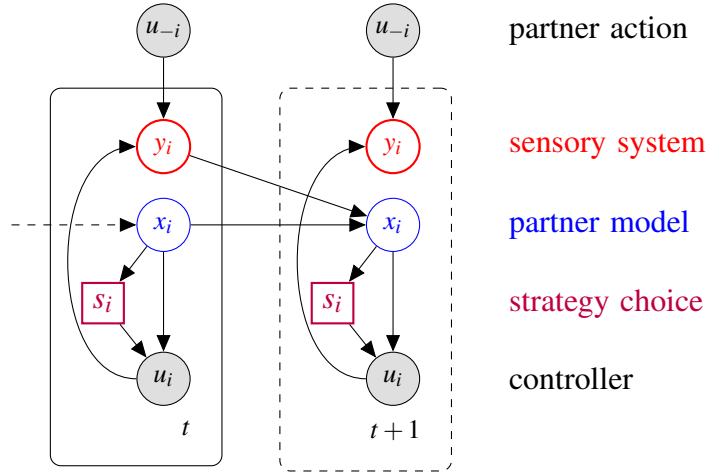 u₋ᵢ u₋ᵢ partner action
yᵢ yᵢ sensory system
xᵢ xᵢ partner model
sᵢ sᵢ strategy choice
uᵢ uᵢ controller
t t + 1